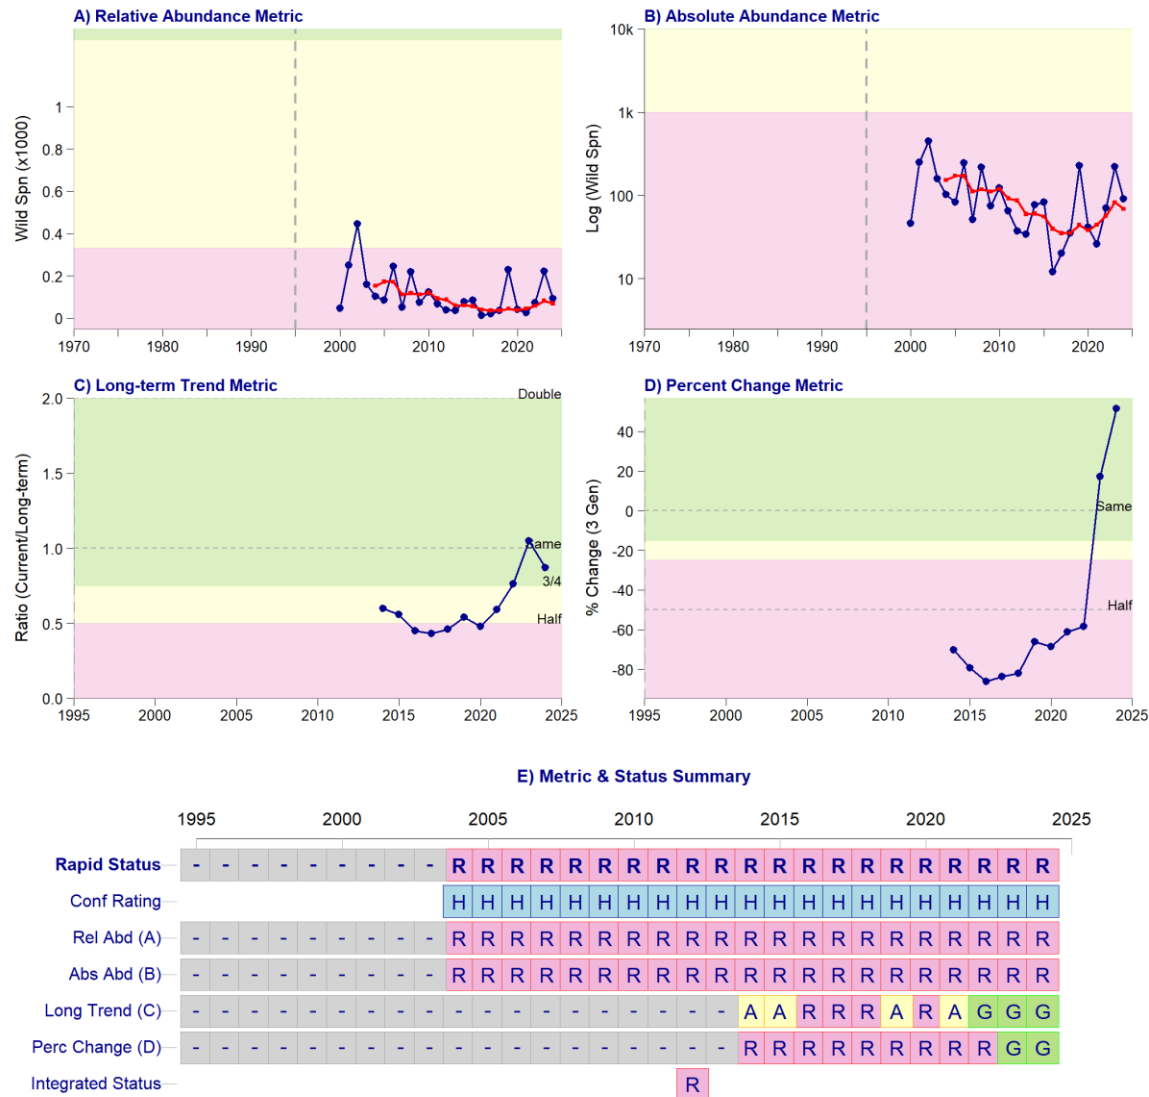 A) Relative Abundance Metric
Wild Spn (x1000)
1
0.8
0.6
0.4
0.2
0
1970 1980 1990 2000 2010 2020
B) Absolute Abundance Metric
Log (Wild Spn)
10k
1k
100
10
1970 1980 1990 2000 2010 2020
C) Long-term Trend Metric
Ratio (Current/Long-term)
2.0
1.5
1.0
0.5
0.0
Double
Same
3/4
Half
1995 2000 2005 2010 2015 2020 2025
D) Percent Change Metric
% Change (3 Gen)
40
20
0
-20
-40
-60
-80
Same
Half
1995 2000 2005 2010 2015 2020 2025
E) Metric & Status Summary
1995 2000 2005 2010 2015 2020 2025
Rapid Status - - - - - - - - - R R R R R R R R R R R R R R R R R R R R R
Conf Rating H H H H H H H H H H H H H H H H H H H H H
Rel Abd (A) - - - - - - - - - R R R R R R R R R R R R R R R R R R R R R
Abs Abd (B) - - - - - - - - - R R R R R R R R R R R R R R R R R R R R R
Long Trend (C) - - - - - - - - - - - - - - - - - - - A A R R R A R A G G G
Perc Change (D) - - - - - - - - - - - - - - - - - - - R R R R R R R R R G G
Integrated Status R